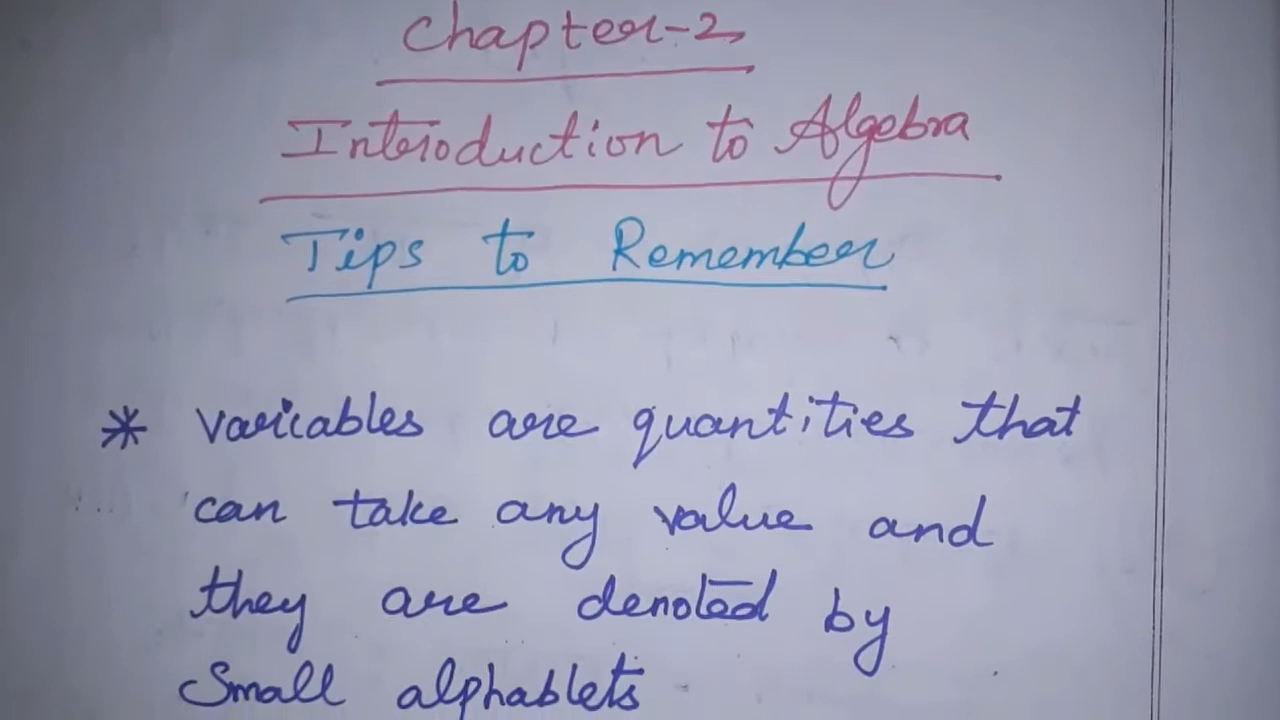 Chapter-2
Introduction to Algebra
Tips to Remember
* variables are quantities that
can take any value and
they are denoted by
Small alphablets